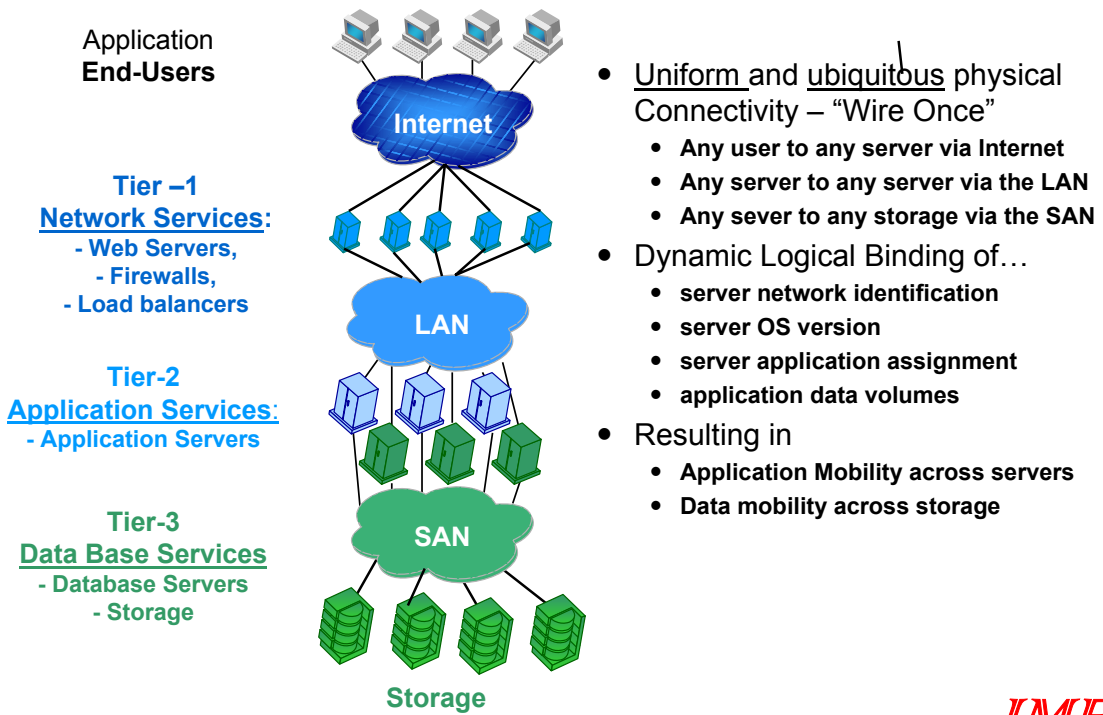 Application
End-Users
Internet
Tier –1
Network Services:
- Web Servers,
- Firewalls,
- Load balancers
LAN
Tier-2
Application Services:
- Application Servers
SAN
Tier-3
Data Base Services
- Database Servers
- Storage
Storage
• Uniform and ubiquitous physical
Connectivity – “Wire Once”
• Any user to any server via Internet
• Any server to any server via the LAN
• Any sever to any storage via the SAN
• Dynamic Logical Binding of…
• server network identification
• server OS version
• server application assignment
• application data volumes
• Resulting in
• Application Mobility across servers
• Data mobility across storage